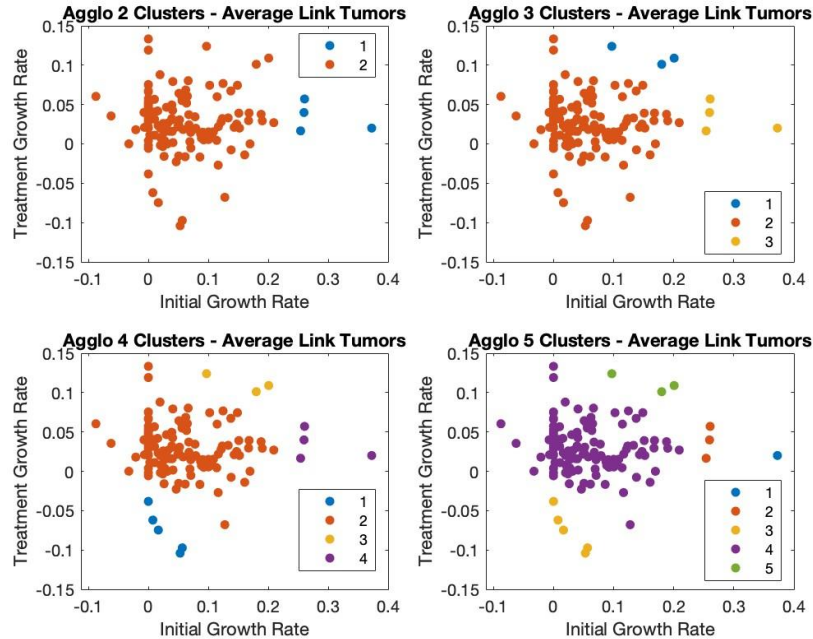 Agglo 2 Clusters - Average Link Tumors
0.15
0.1
0.05
0
-0.05
-0.1
-0.15
Treatment Growth Rate
1
2
-0.1 0 0.1 0.2 0.3 0.4
Initial Growth Rate
Agglo 3 Clusters - Average Link Tumors
0.15
0.1
0.05
0
-0.05
-0.1
-0.15
Treatment Growth Rate
1
2
3
-0.1 0 0.1 0.2 0.3 0.4
Initial Growth Rate
Agglo 4 Clusters - Average Link Tumors
0.15
0.1
0.05
0
-0.05
-0.1
-0.15
Treatment Growth Rate
1
2
3
4
-0.1 0 0.1 0.2 0.3 0.4
Initial Growth Rate
Agglo 5 Clusters - Average Link Tumors
0.15
0.1
0.05
0
-0.05
-0.1
-0.15
Treatment Growth Rate
1
2
3
4
5
-0.1 0 0.1 0.2 0.3 0.4
Initial Growth Rate